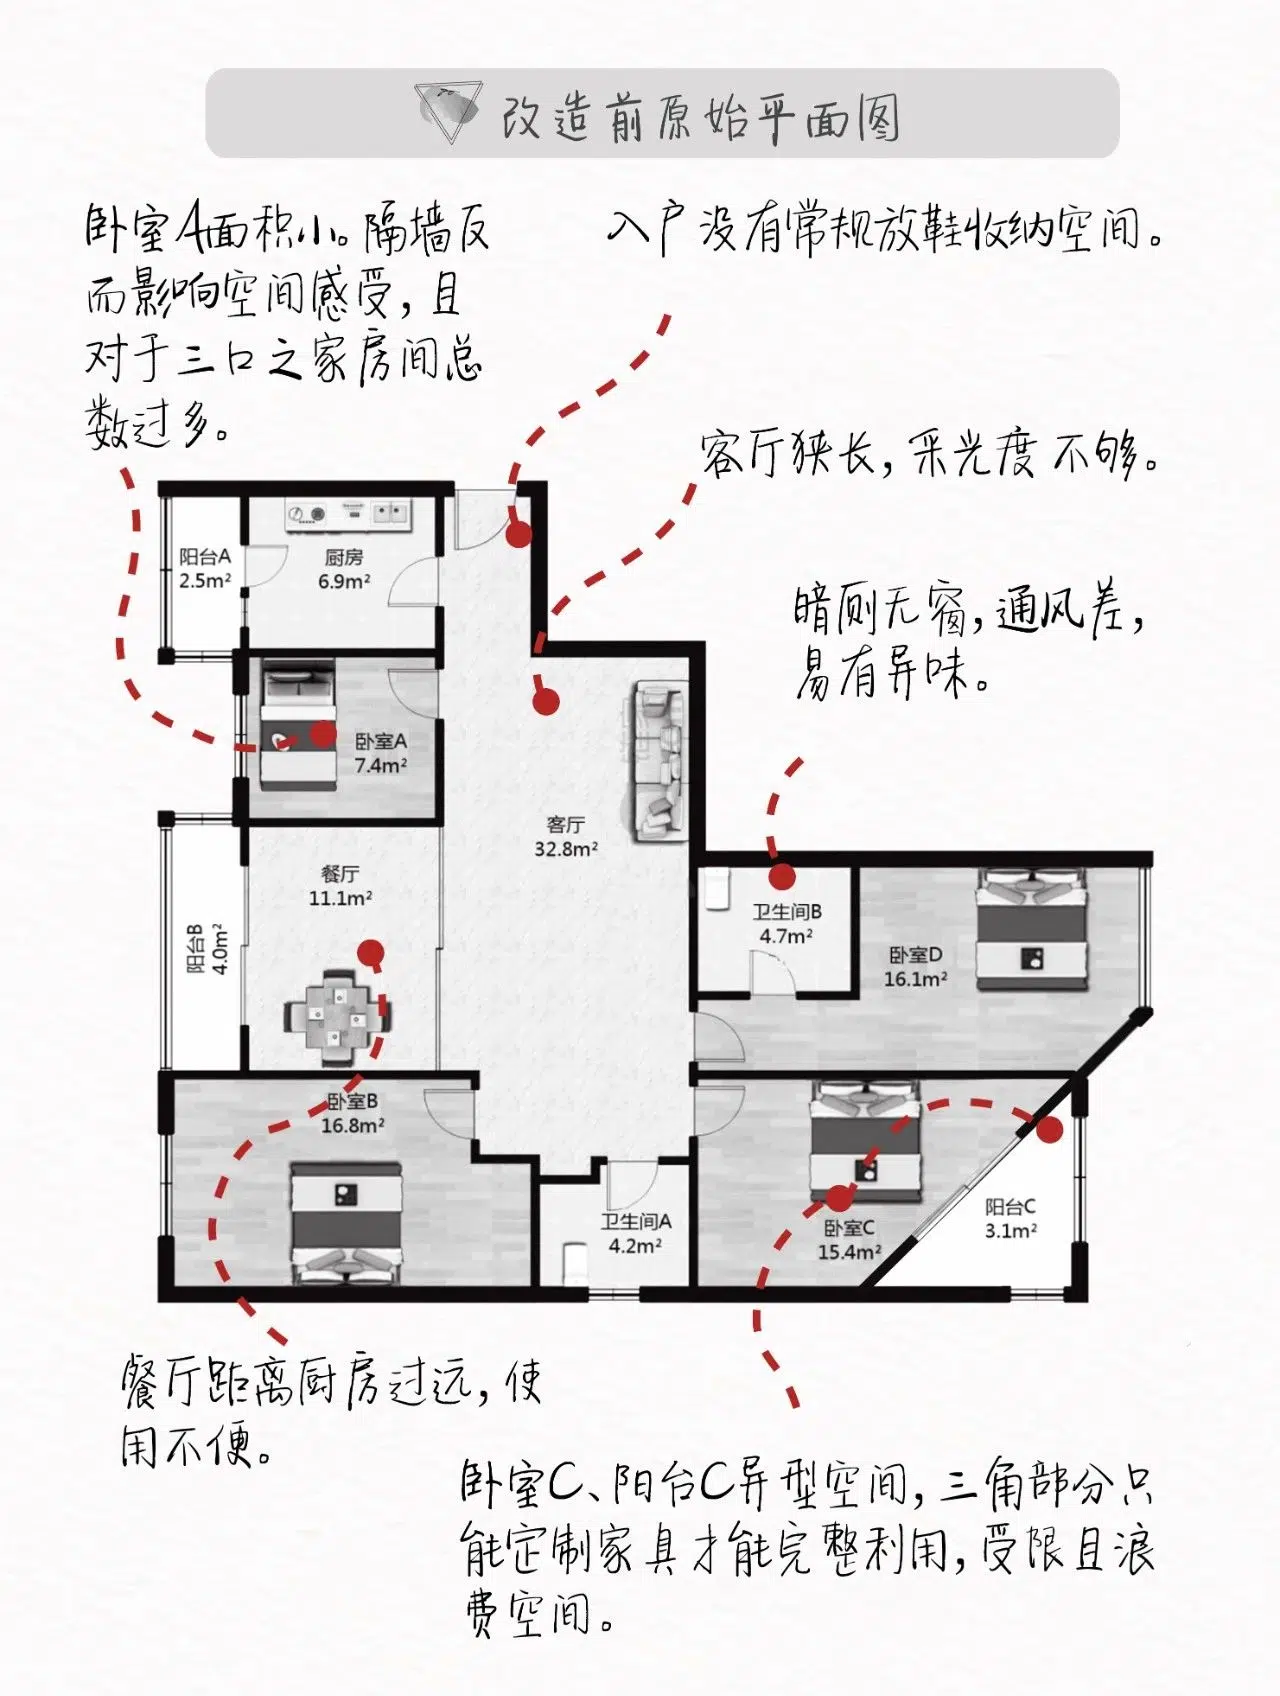 改造前原始平面图
卧室A面积小。隔墙反
而影响空间感受，且
对于三口之家房间总
数过多。
入户没有常规放鞋收纳空间。
客厅狭长，采光度不够。
暗厕无窗，通风差，
易有异味。
阳台A
2.5m²
厨房
6.9m²
卧室A
7.4m²
客厅
32.8m²
餐厅
11.1m²
阳台B
4.0m²
卫生间B
4.7m²
卧室D
16.1m²
卧室B
16.8m²
卫生间A
4.2m²
卧室C
15.4m²
阳台C
3.1m²
餐厅距离厨房过远，使
用不便。
卧室C、阳台C异型空间，三角部分只
能定制家具才能完整利用，受限且浪
费空间。